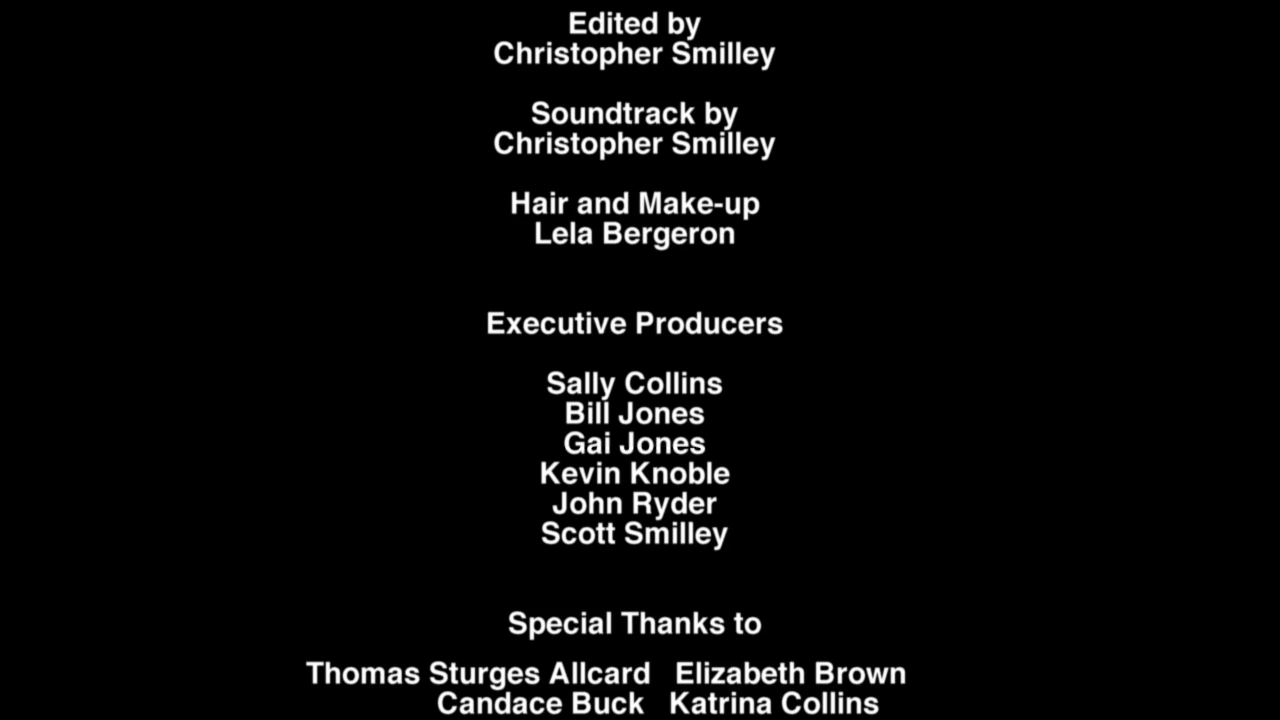 Edited by
Christopher Smilley
Soundtrack by
Christopher Smilley
Hair and Make-up
Lela Bergeron
Executive Producers
Sally Collins
Bill Jones
Gai Jones
Kevin Knoble
John Ryder
Scott Smilley
Special Thanks to
Thomas Sturges Allcard Elizabeth Brown
Candace Buck Katrina Collins